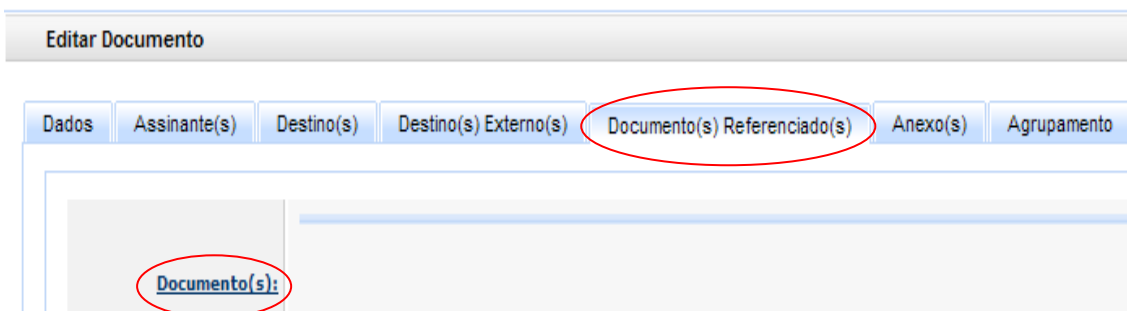 Editar Documento
Dados Assinante(s) Destino(s) Destino(s) Externo(s) Documento(s) Referenciado(s) Anexo(s) Agrupamento
Documento(s):